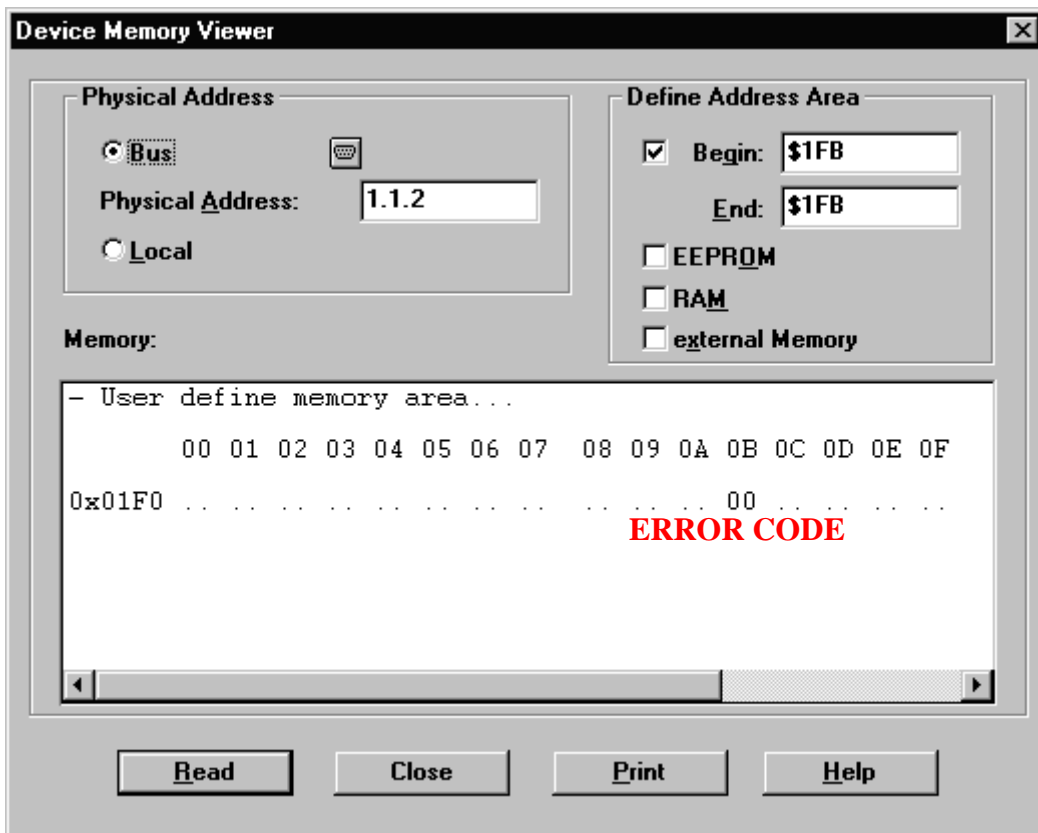 Device Memory Viewer
Physical Address
Bus
Physical Address: 1.1.2
Local
Define Address Area
Begin: $1FB
End: $1FB
EEPROM
RAM
external Memory
Memory:
- User define memory area...
00 01 02 03 04 05 06 07 08 09 0A 0B 0C 0D 0E 0F
0x01F0 .. .. .. .. .. .. .. .. .. .. .. 00 .. .. .. ..
ERROR CODE
Read Close Print Help